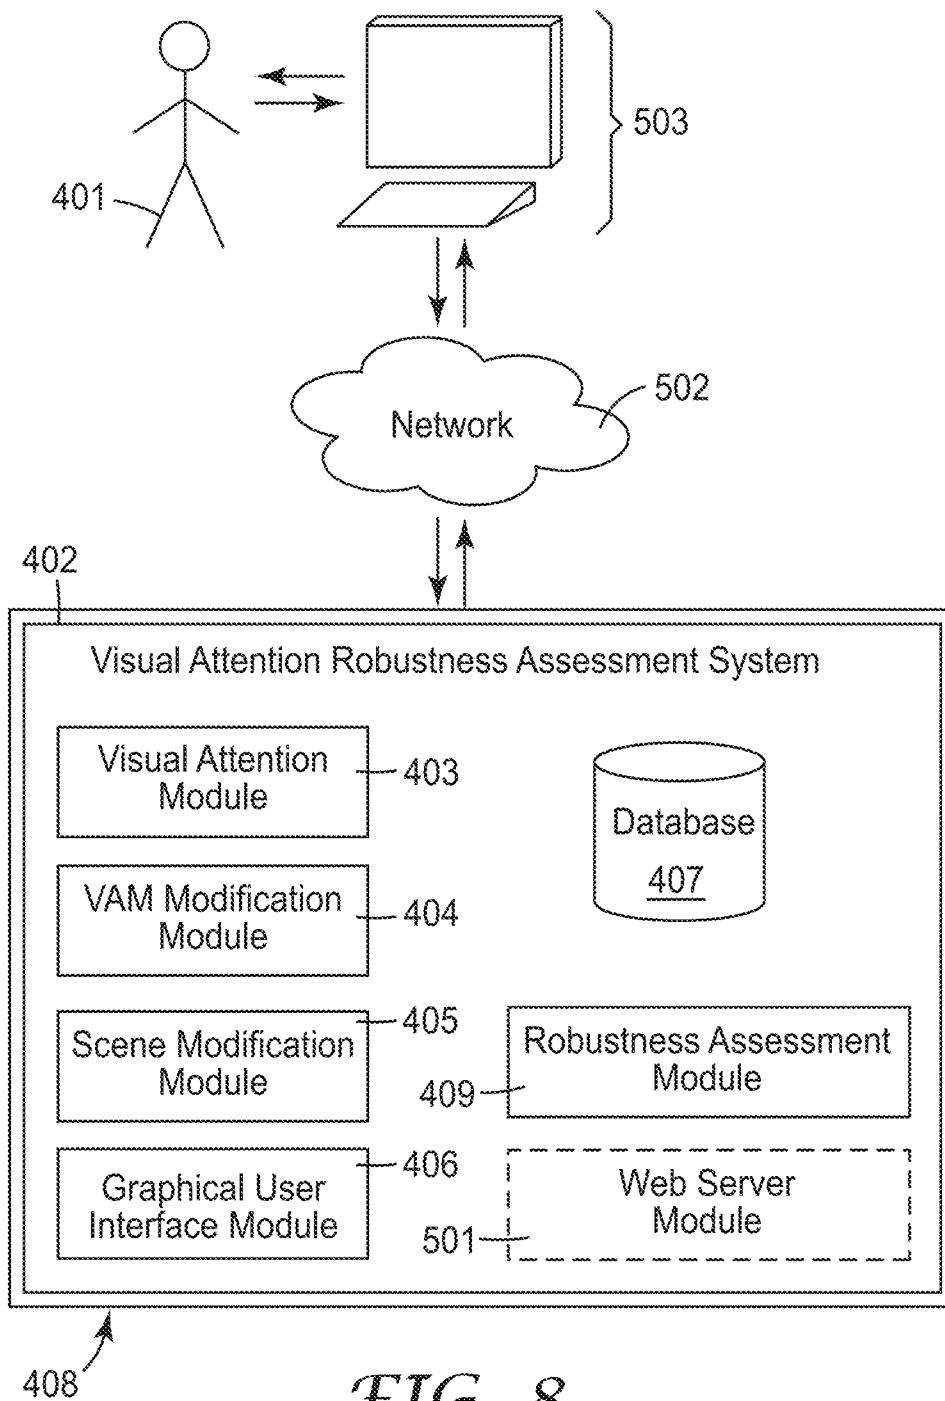 503
401
502
Network
402
Visual Attention Robustness Assessment System
Visual Attention
Module
403
Database
407
VAM Modification
Module
404
Scene Modification
Module
405
Robustness Assessment
Module
409
Graphical User
Interface Module
406
Web Server
Module
501
408
FIG. 8